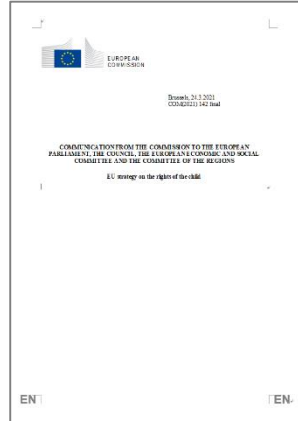 EUROPEAN
COMMISSION
Brussels, 24.3.2021
COM(2021) 142 final
COMMUNICATION FROM THE COMMISSION TO THE EUROPEAN
PARLIAMENT, THE COUNCIL, THE EUROPEAN ECONOMIC AND SOCIAL
COMMITTEE AND THE COMMITTEE OF THE REGIONS
EU strategy on the rights of the child
EN
EN